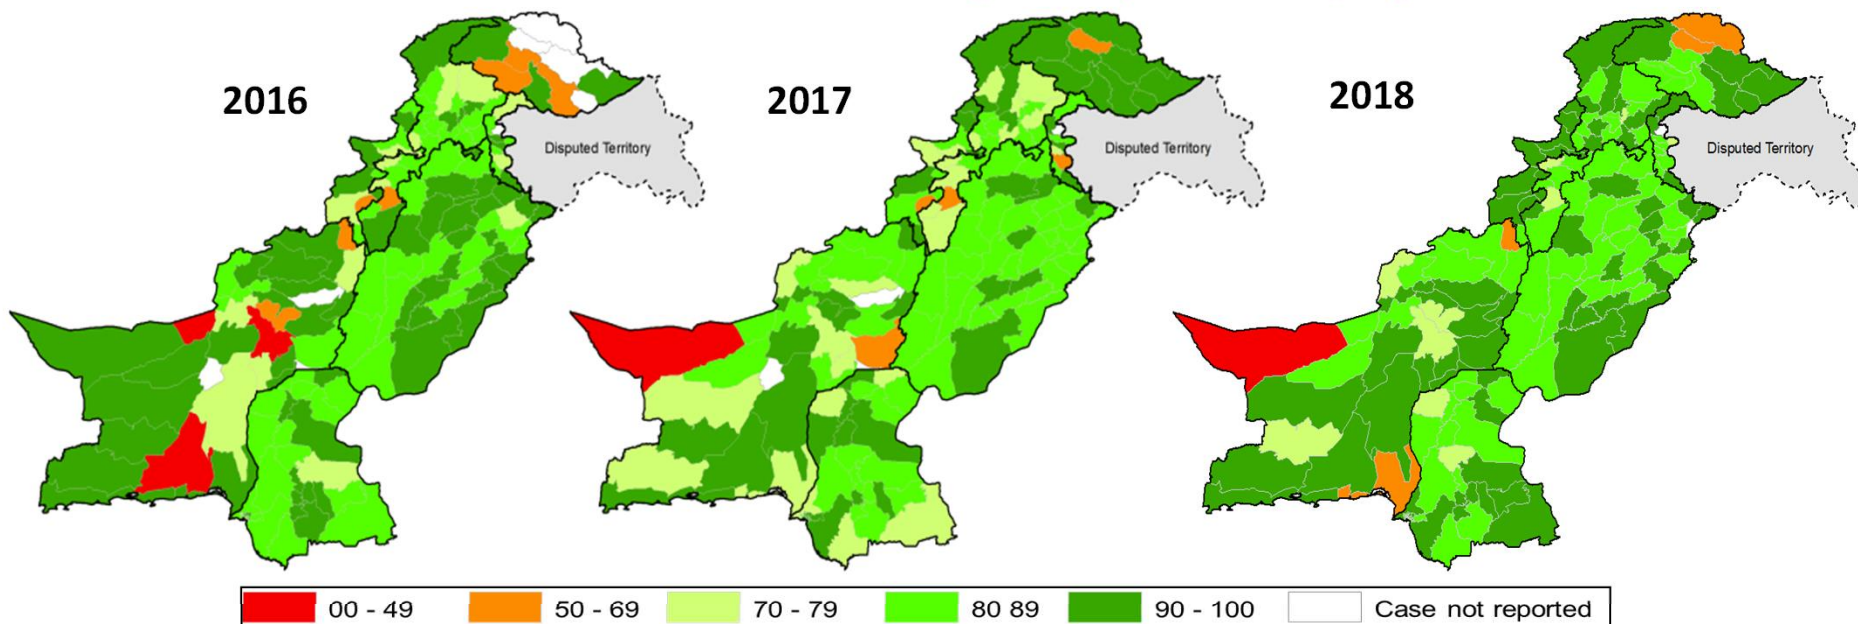 2016
2017
2018
Disputed Territory
Disputed Territory
Disputed Territory
00 - 49
50 - 69
70 - 79
80 89
90 - 100
Case not reported